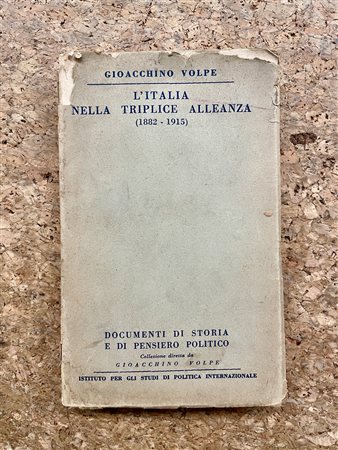 GIOACCHINO VOLPE
L'ITALIA
NELLA TRIPLICE ALLEANZA
(1882 - 1915)
DOCUMENTI DI STORIA
E DI PENSIERO POLITICO
Collezione diretta da
GIOACCHINO VOLPE
ISTITUTO PER GLI STUDI DI POLITICA INTERNAZIONALE